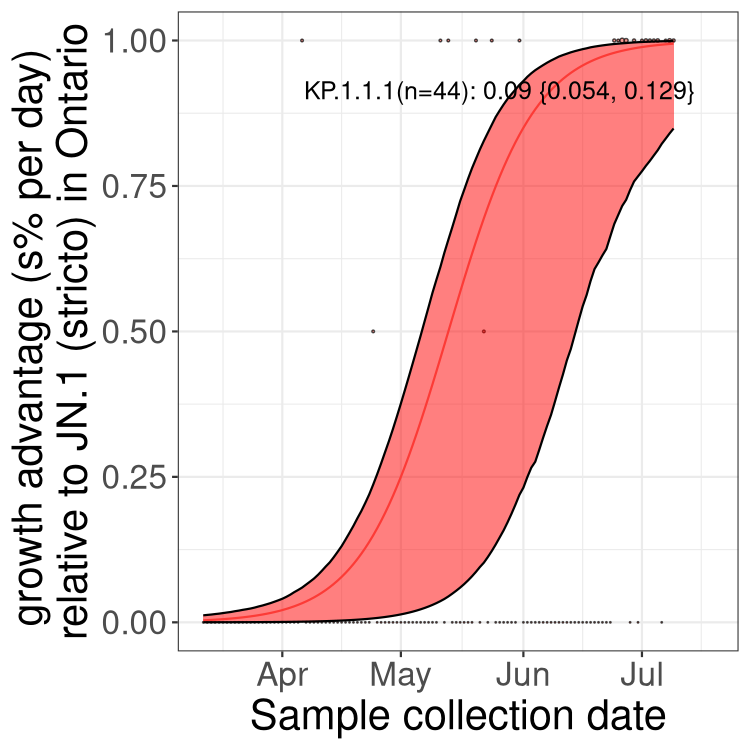 growth advantage (s% per day)
relative to JN.1 (stricto) in Ontario
1.00
0.75
0.50
0.25
0.00
KP.1.1.1(n=44): 0.09 {0.054, 0.129}
Apr May Jun Jul
Sample collection date